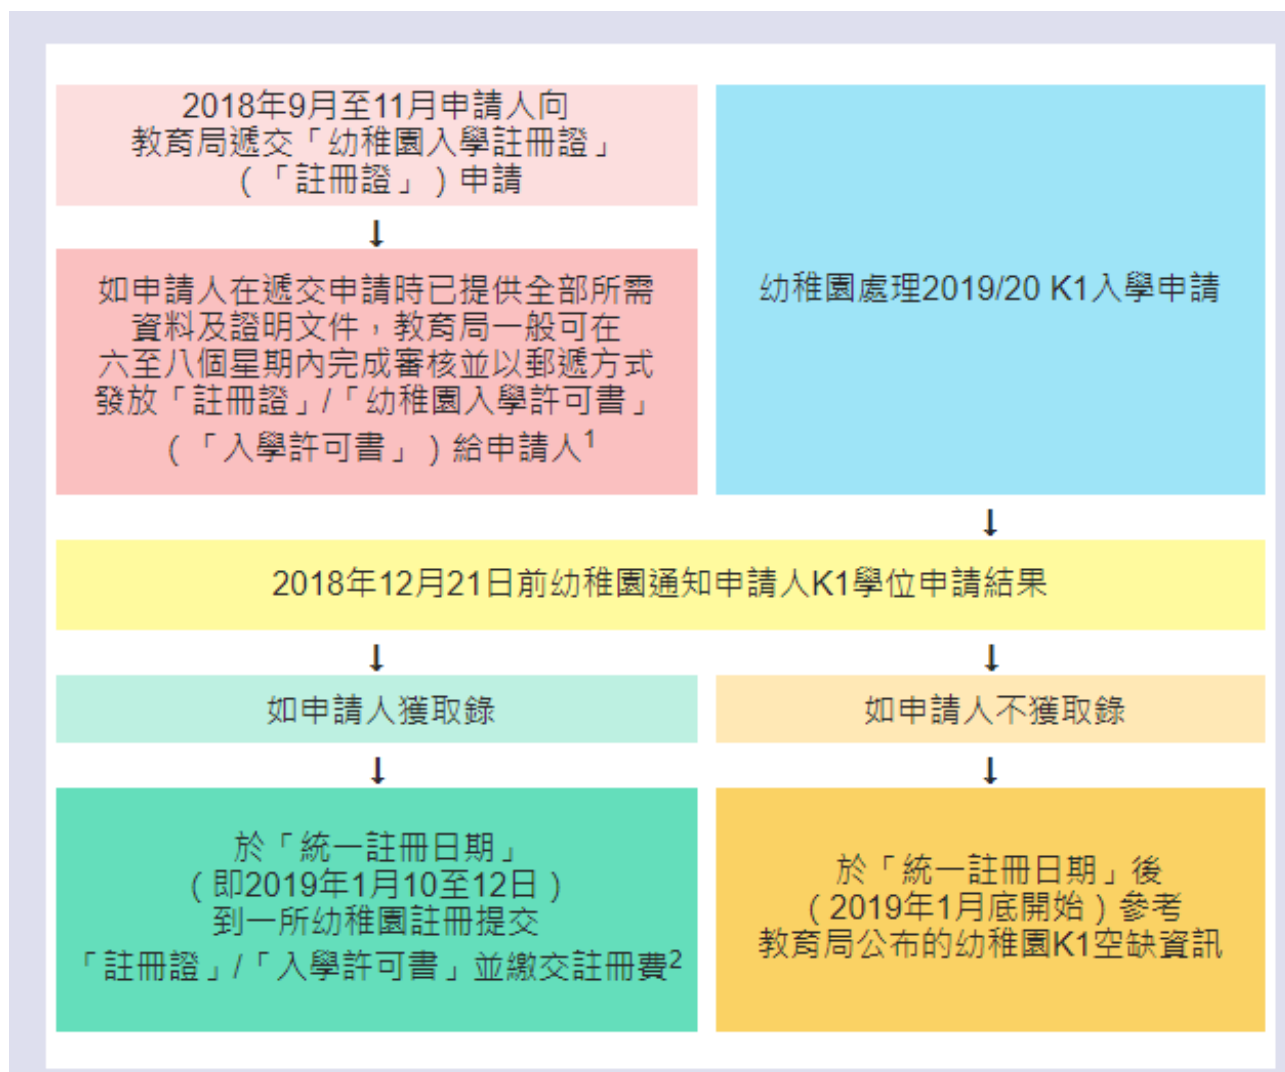 2018年9月至11月申請人向
教育局遞交「幼稚園入學註冊證」
（「註冊證」）申請
↓
如申請人在遞交申請時已提供全部所需
資料及證明文件，教育局一般可在
六至八個星期內完成審核並以郵遞方式
發放「註冊證」/「幼稚園入學許可書」
（「入學許可書」）給申請人1
幼稚園處理2019/20 K1入學申請
↓
2018年12月21日前幼稚園通知申請人K1學位申請結果
↓
如申請人獲取錄
↓
於「統一註冊日期」
（即2019年1月10至12日）
到一所幼稚園註冊提交
「註冊證」/「入學許可書」並繳交註冊費2
↓
如申請人不獲取錄
↓
於「統一註冊日期」後
（2019年1月底開始）參考
教育局公布的幼稚園K1空缺資訊